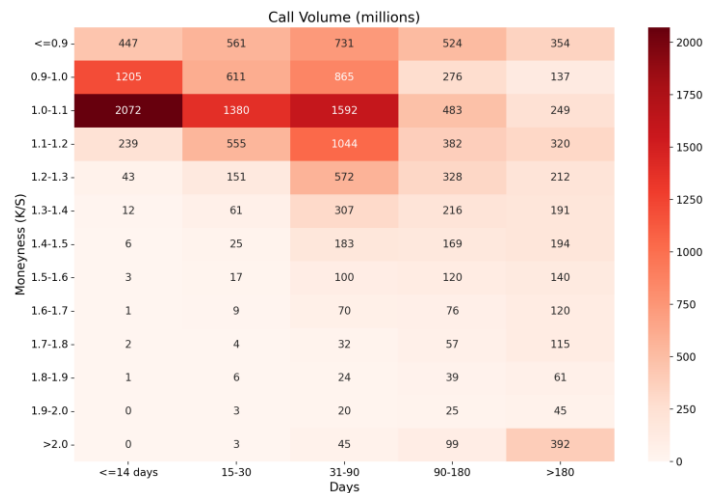 Call Volume (millions)
<=0.9 447 561 731 524 354
0.9-1.0 1205 611 865 276 137
1.0-1.1 2072 1380 1592 483 249
1.1-1.2 239 555 1044 382 320
1.2-1.3 43 151 572 328 212
1.3-1.4 12 61 307 216 191
1.4-1.5 6 25 183 169 194
1.5-1.6 3 17 100 120 140
1.6-1.7 1 9 70 76 120
1.7-1.8 2 4 32 57 115
1.8-1.9 1 6 24 39 61
1.9-2.0 0 3 20 25 45
>2.0 0 3 45 99 392
<=14 days 15-30 31-90 90-180 >180
Days
Moneyness (K/S)
2000
1750
1500
1250
1000
750
500
250
0